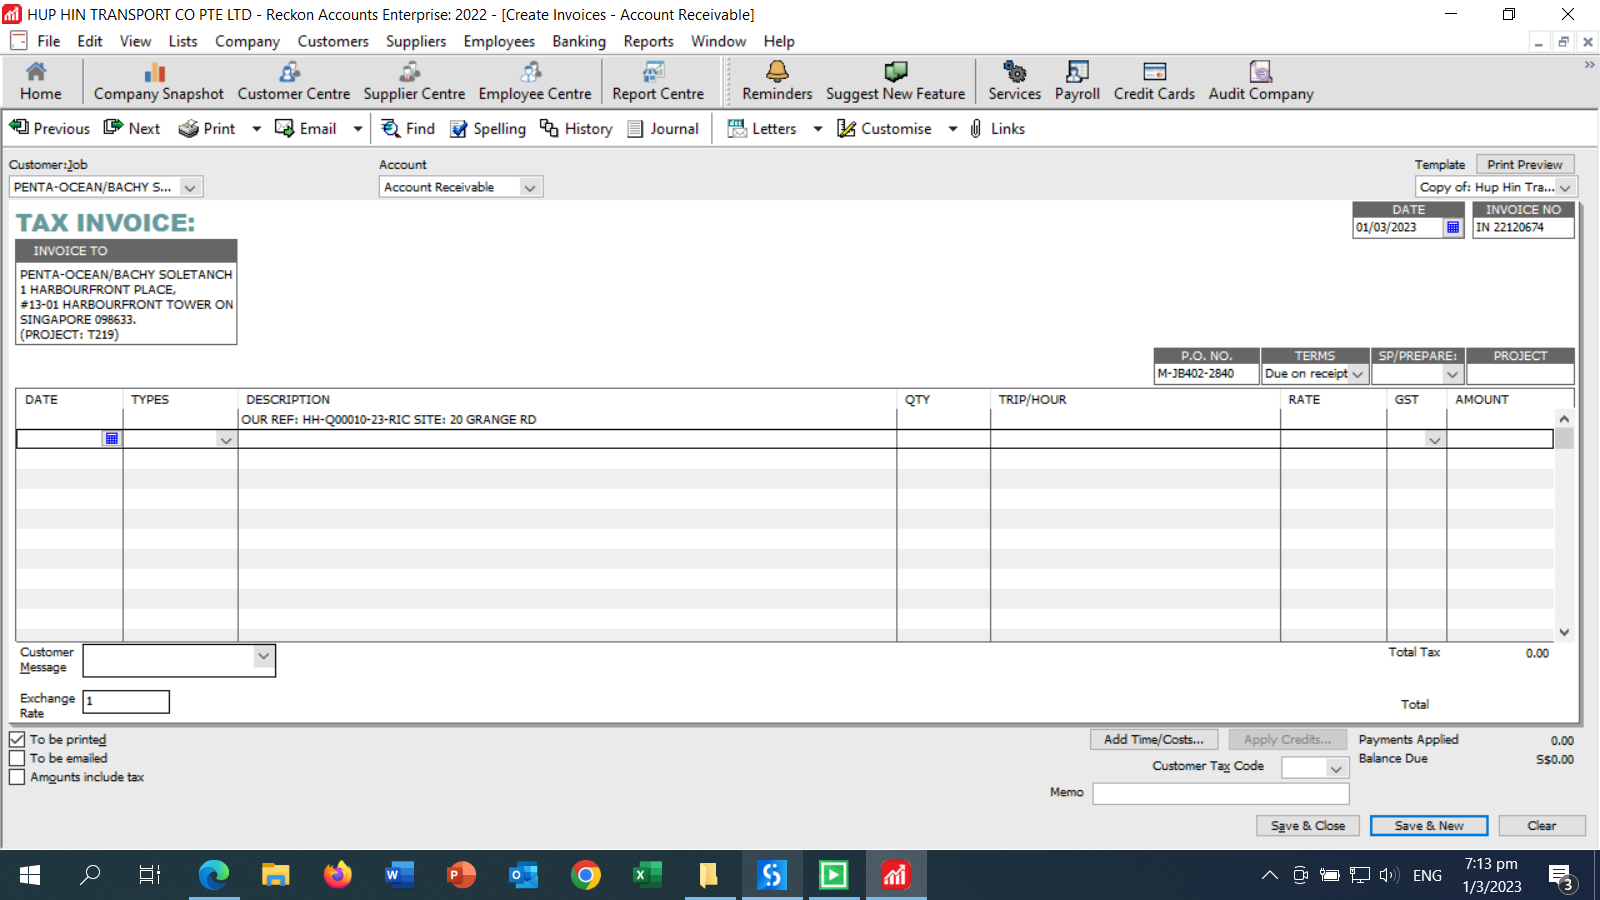 HUP HIN TRANSPORT CO PTE LTD - Reckon Accounts Enterprise: 2022 - [Create Invoices - Account Receivable]
File Edit View Lists Company Customers Suppliers Employees Banking Reports Window Help
Home Company Snapshot Customer Centre Supplier Centre Employee Centre Report Centre Reminders Suggest New Feature Services Payroll Credit Cards Audit Company
Previous Next Print Email Find Spelling History Journal Letters Customise Links
Customer:Job Account Template Print Preview
PENTA-OCEAN/BACHY S... Account Receivable Copy of: Hup Hin Tra...
TAX INVOICE:
DATE INVOICE NO
01/03/2023 IN 22120674
INVOICE TO
PENTA-OCEAN/BACHY SOLETANCH
1 HARBOURFRONT PLACE,
#13-01 HARBOURFRONT TOWER ON
SINGAPORE 098633.
(PROJECT: T219)
P.O. NO. TERMS SP/PREPARE: PROJECT
M-JB402-2840 Due on receipt
DATE TYPES DESCRIPTION QTY TRIP/HOUR RATE GST AMOUNT
OUR REF: HH-Q00010-23-RIC SITE: 20 GRANGE RD
Customer Message
Total Tax 0.00
Exchange Rate 1
Total
To be printed
To be emailed
Amounts include tax
Add Time/Costs... Apply Credits... Payments Applied 0.00
Customer Tax Code Balance Due S$0.00
Memo
Save & Close Save & New Clear
ENG 7:13 pm
1/3/2023 3